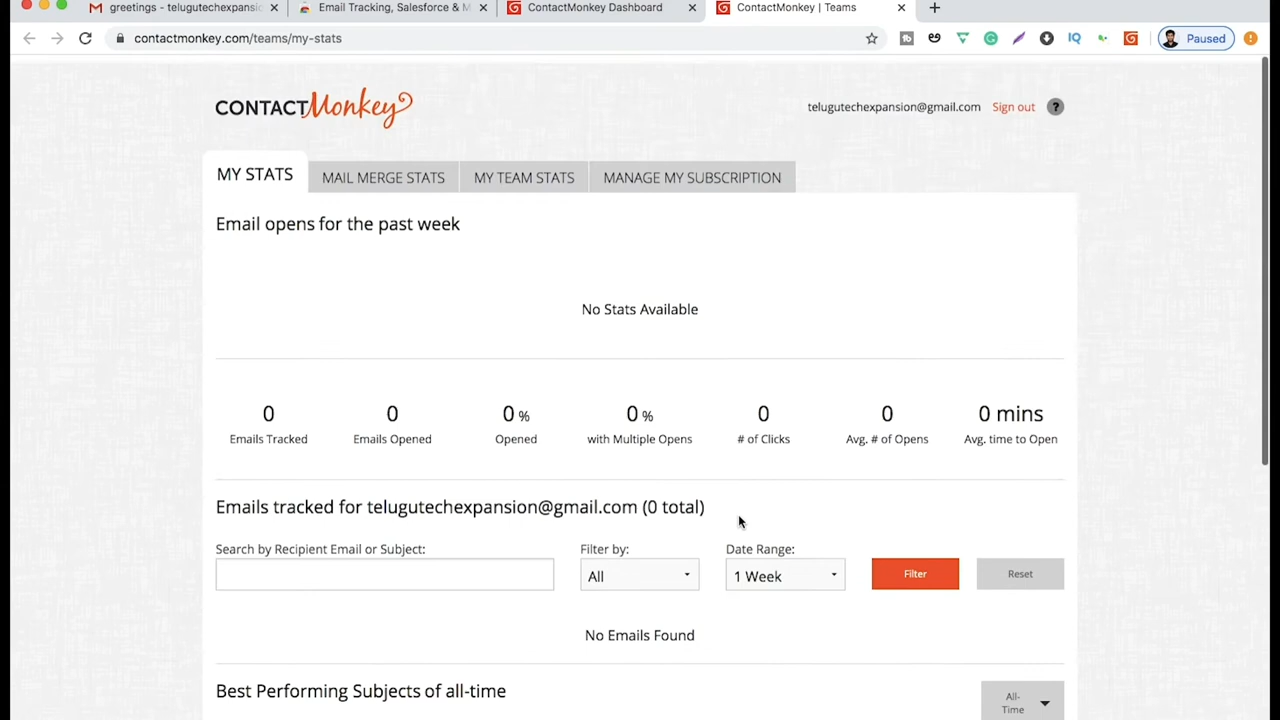 greetings - telugutechexpansi
Email Tracking, Salesforce & M
ContactMonkey Dashboard
ContactMonkey | Teams
contactmonkey.com/teams/my-stats
IQ
Paused
CONTACTMonkey
telugutechexpansion@gmail.com Sign out ?
MY STATS
MAIL MERGE STATS
MY TEAM STATS
MANAGE MY SUBSCRIPTION
Email opens for the past week
No Stats Available
0
0
0 %
0 %
0
0
0 mins
Emails Tracked
Emails Opened
Opened
with Multiple Opens
# of Clicks
Avg. # of Opens
Avg. time to Open
Emails tracked for telugutechexpansion@gmail.com (0 total)
Search by Recipient Email or Subject:
Filter by:
Date Range:
All
1 Week
Filter
Reset
No Emails Found
Best Performing Subjects of all-time
All-
Time